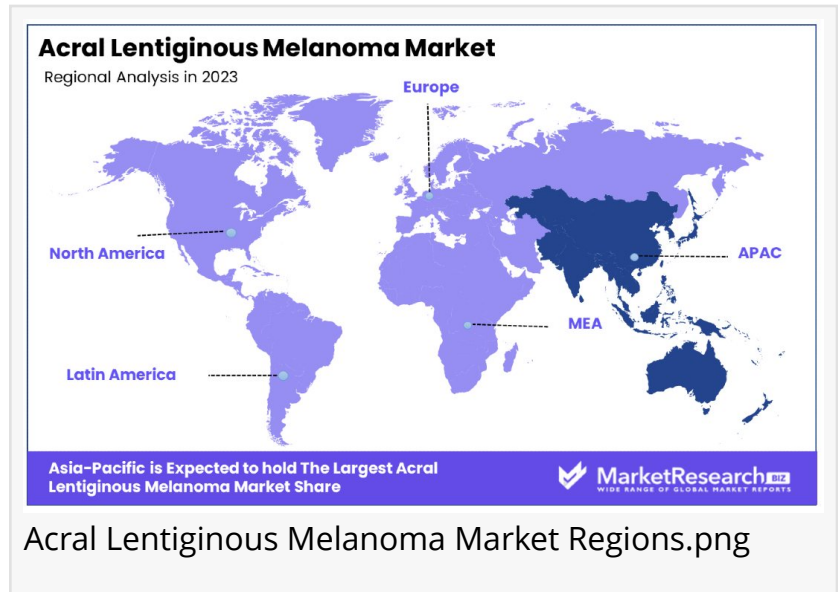 Acral Lentiginous Melanoma Market
Regional Analysis in 2023
Europe
North America
APAC
MEA
Latin America
Asia-Pacific is Expected to hold The Largest Acral
Lentiginous Melanoma Market Share
MarketResearch BIZ
WIDE RANGE OF GLOBAL MARKET REPORTS
Acral Lentiginous Melanoma Market Regions.png